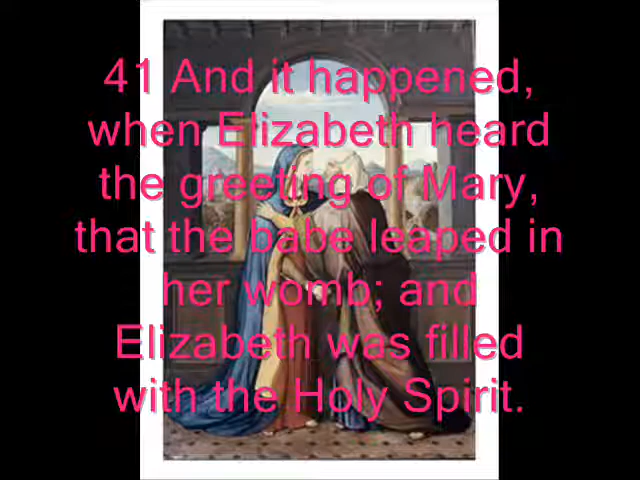 41 And it happened,
when Elizabeth heard
the greeting of Mary,
that the babe leaped in
her womb; and
Elizabeth was filled
with the Holy Spirit.